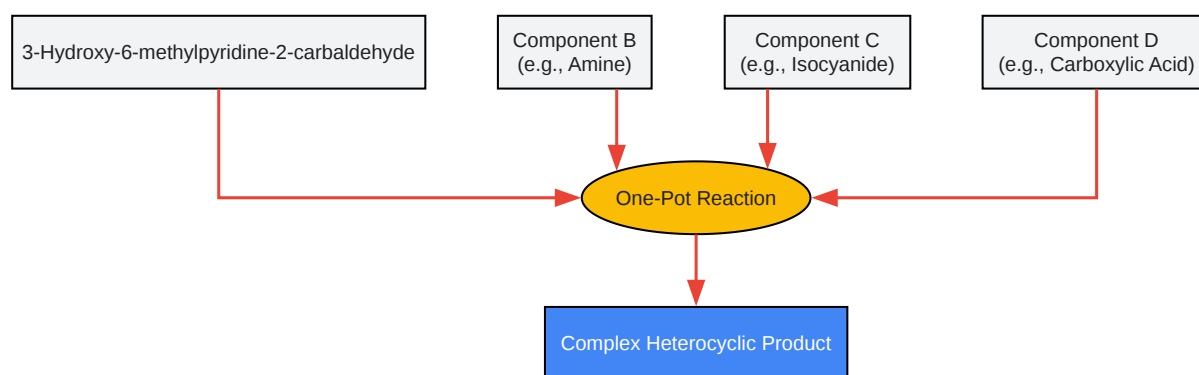 3-Hydroxy-6-methylpyridine-2-carbaldehyde
Component B
(e.g., Amine)
Component C
(e.g., Isocyanide)
Component D
(e.g., Carboxylic Acid)
One-Pot Reaction
Complex Heterocyclic Product